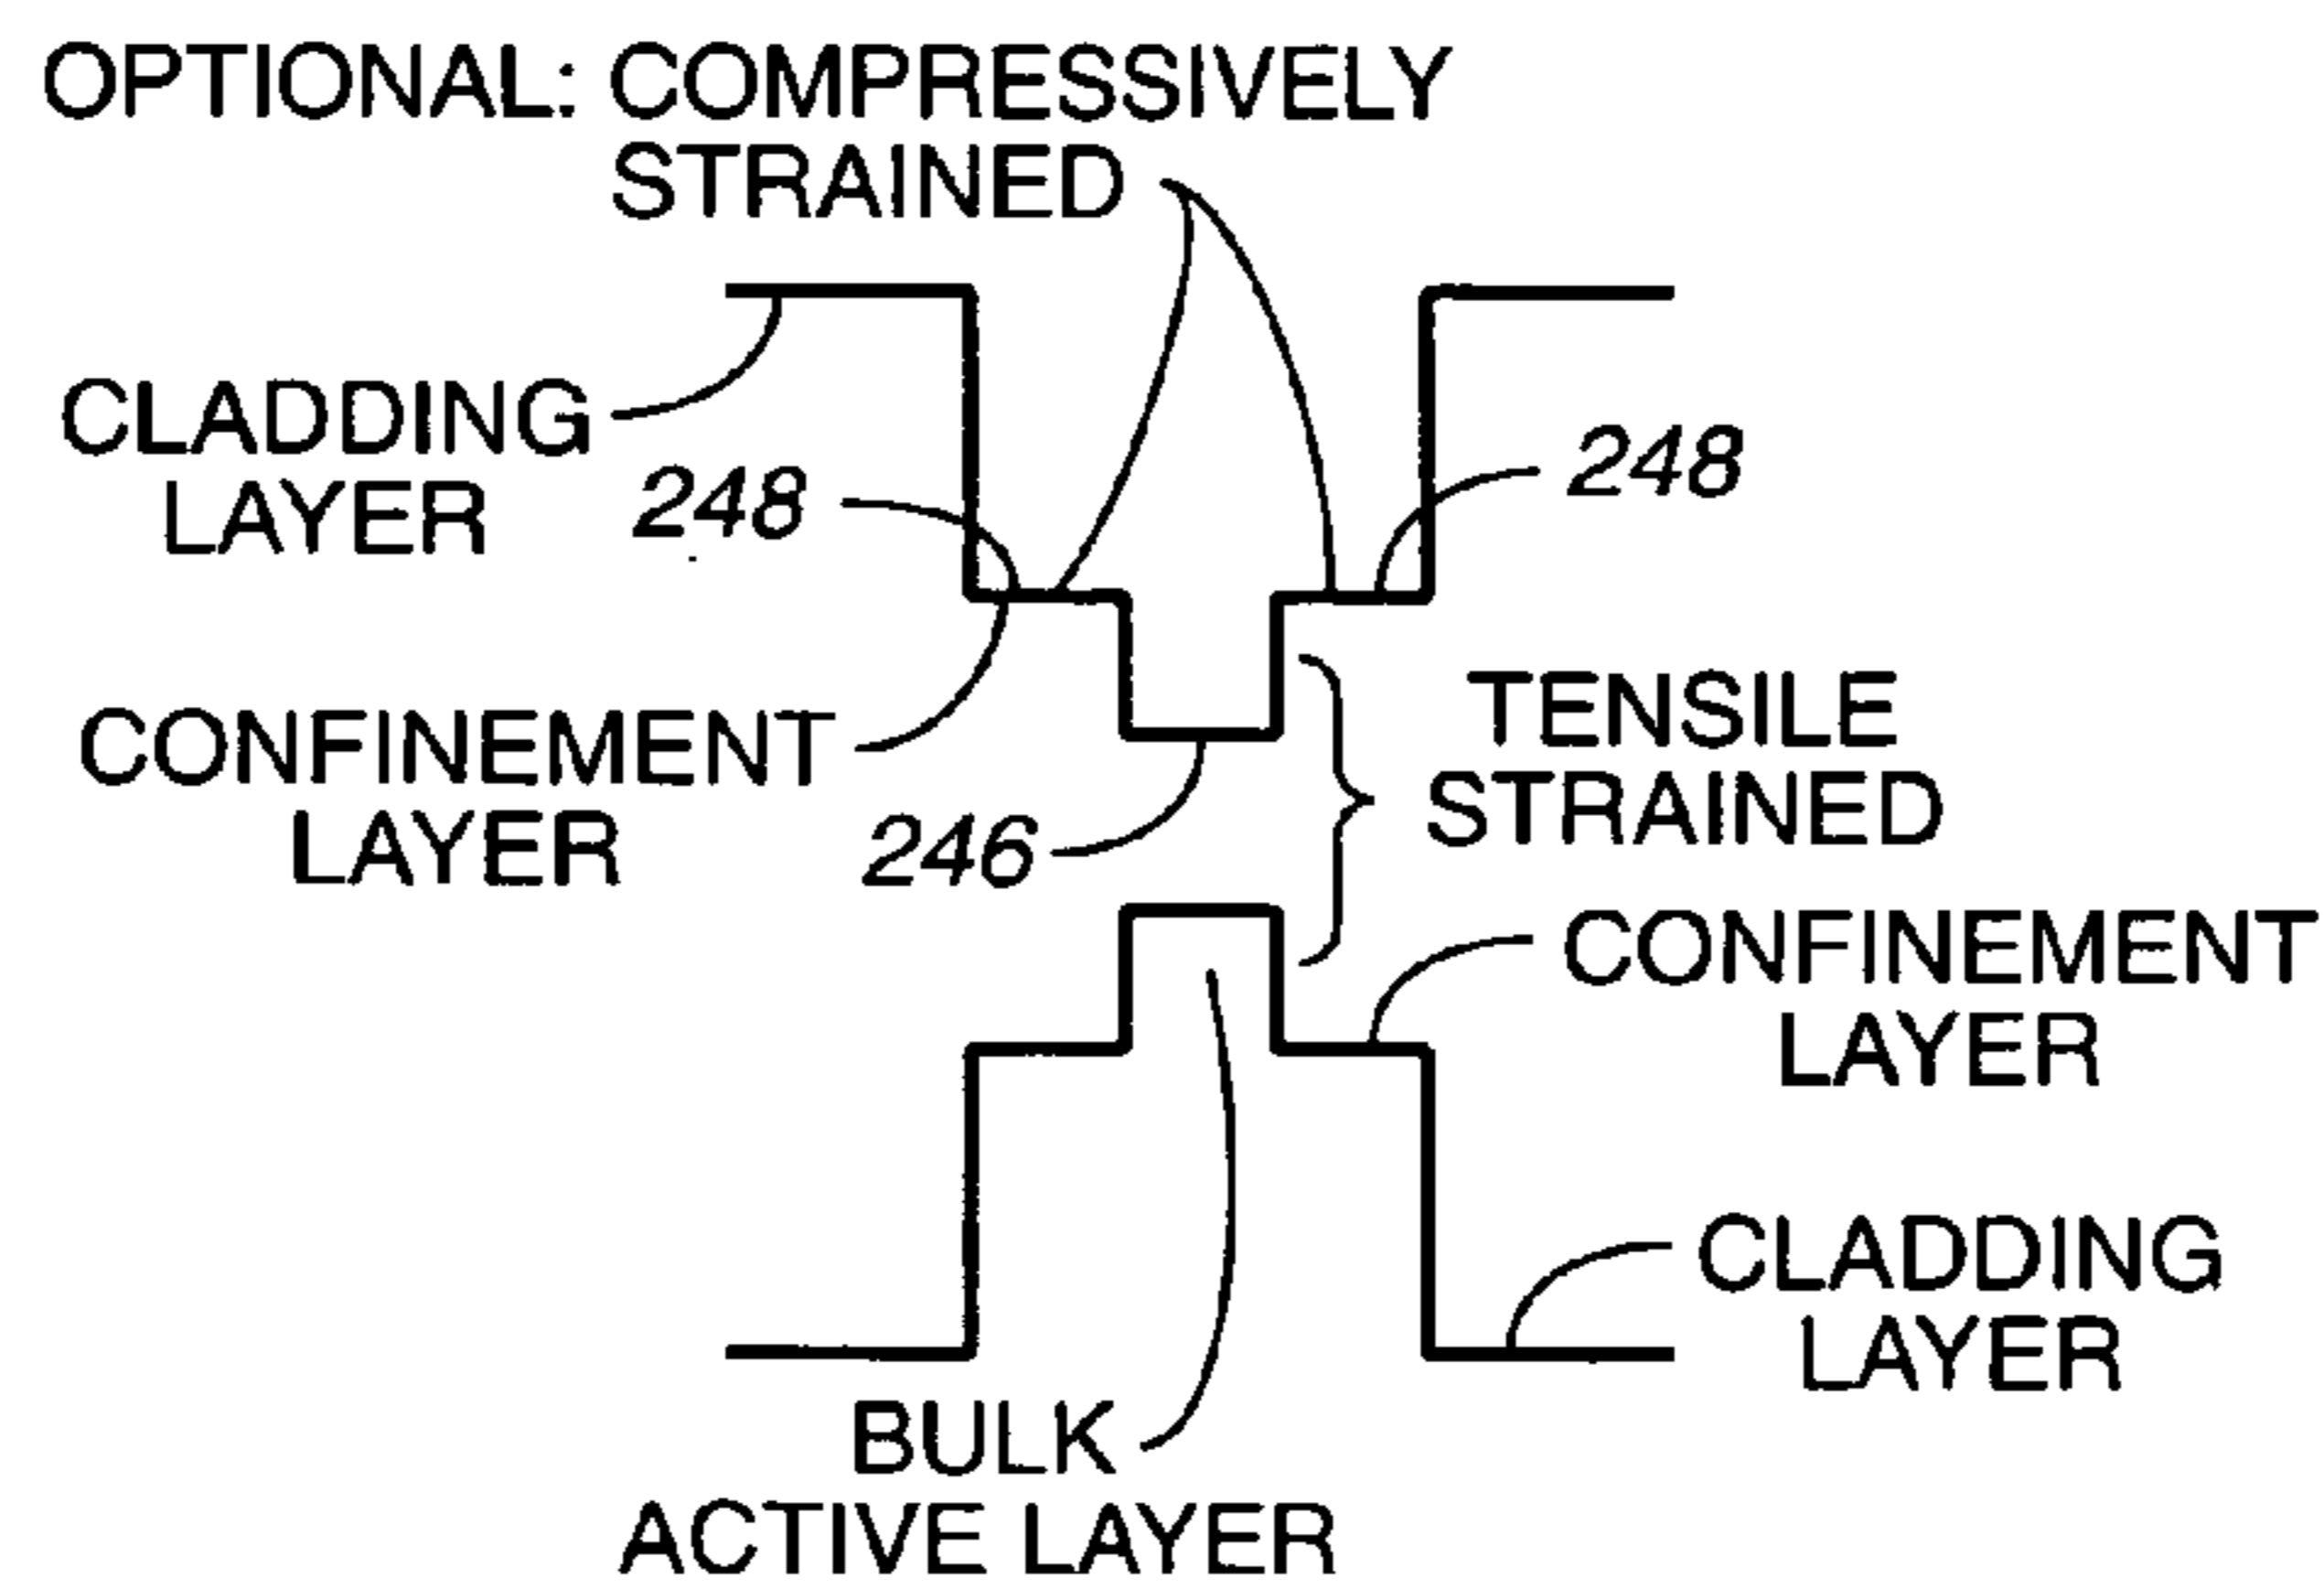 OPTIONAL: COMPRESSIVELY
STRAINED
CLADDING
LAYER
248
248
CONFINEMENT
LAYER
TENSILE
STRAINED
246
CONFINEMENT
LAYER
CLADDING
LAYER
BULK
ACTIVE LAYER